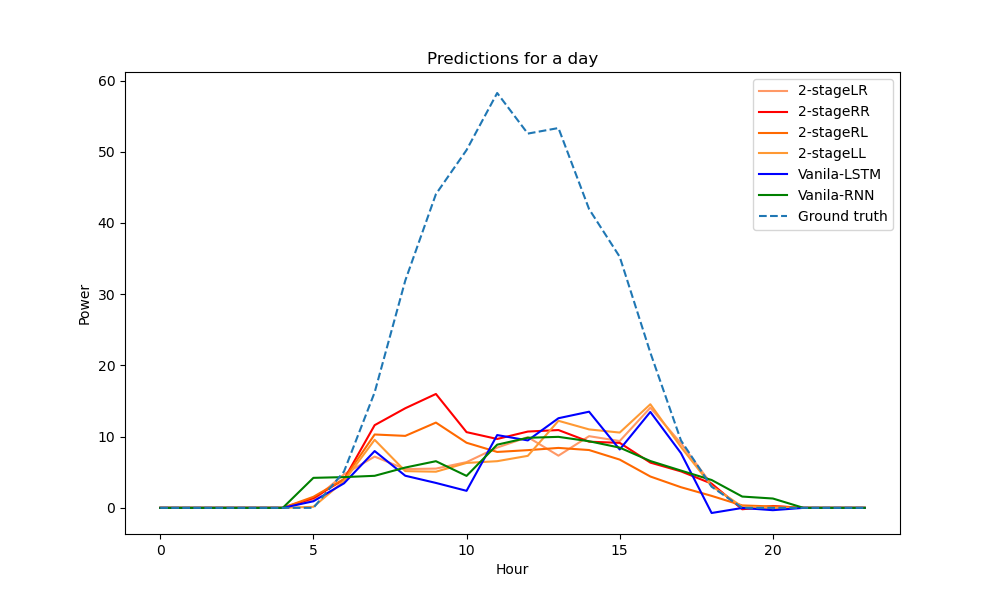 Predictions for a day
60
50
40
30
20
10
0
Power
2-stageLR
2-stageRR
2-stageRL
2-stageLL
Vanila-LSTM
Vanila-RNN
Ground truth
0 5 10 15 20
Hour